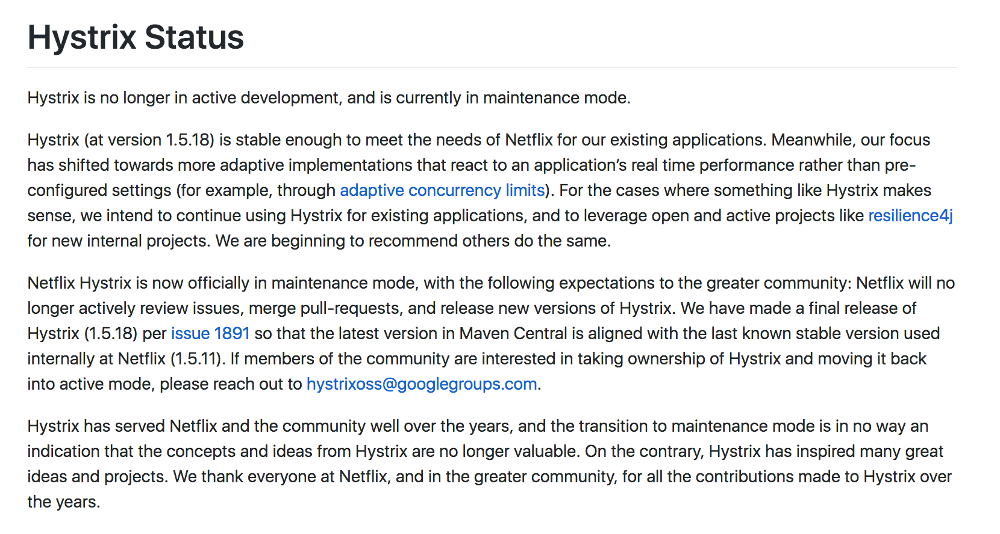 Hystrix Status
Hystrix is no longer in active development, and is currently in maintenance mode.
Hystrix (at version 1.5.18) is stable enough to meet the needs of Netflix for our existing applications. Meanwhile, our focus
has shifted towards more adaptive implementations that react to an application’s real time performance rather than pre-
configured settings (for example, through adaptive concurrency limits). For the cases where something like Hystrix makes
sense, we intend to continue using Hystrix for existing applications, and to leverage open and active projects like resilience4j
for new internal projects. We are beginning to recommend others do the same.
Netflix Hystrix is now officially in maintenance mode, with the following expectations to the greater community: Netflix will no
longer actively review issues, merge pull-requests, and release new versions of Hystrix. We have made a final release of
Hystrix (1.5.18) per issue 1891 so that the latest version in Maven Central is aligned with the last known stable version used
internally at Netflix (1.5.11). If members of the community are interested in taking ownership of Hystrix and moving it back
into active mode, please reach out to hystrixoss@googlegroups.com.
Hystrix has served Netflix and the community well over the years, and the transition to maintenance mode is in no way an
indication that the concepts and ideas from Hystrix are no longer valuable. On the contrary, Hystrix has inspired many great
ideas and projects. We thank everyone at Netflix, and in the greater community, for all the contributions made to Hystrix over
the years.